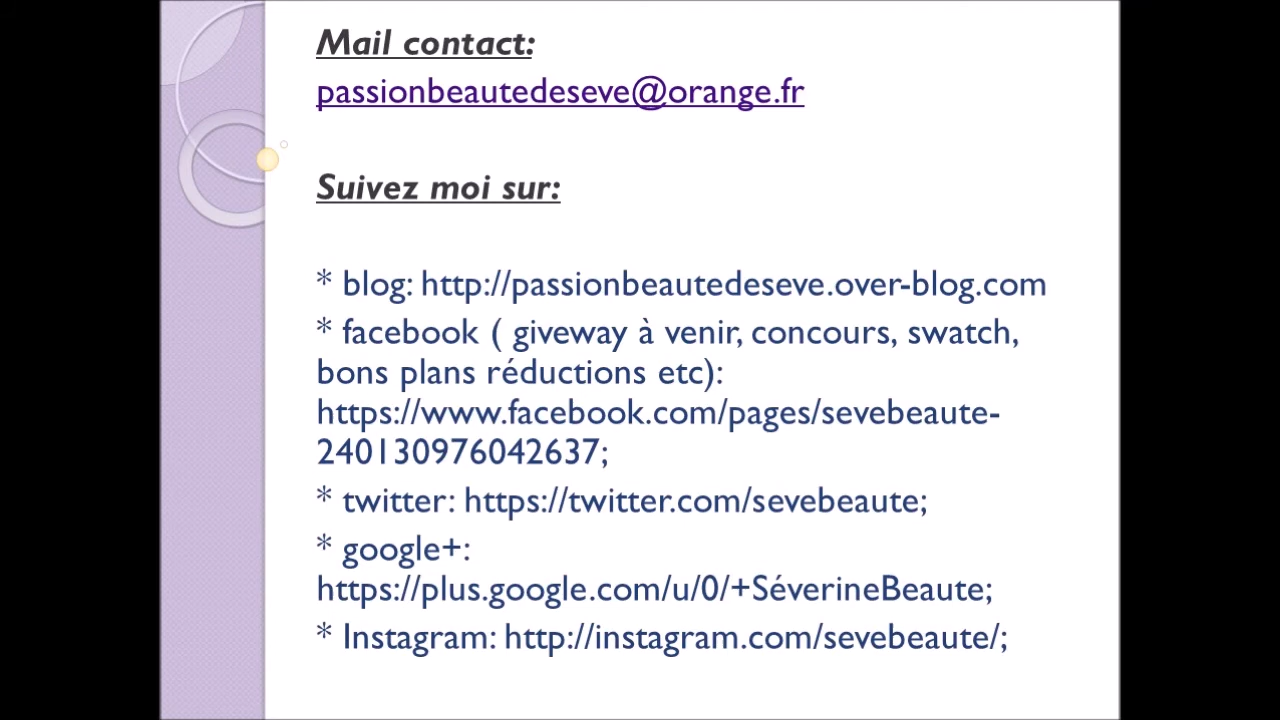 Mail contact:
passionbeautedeseve@orange.fr
Suivez moi sur:
* blog: http://passionbeautedeseve.over-blog.com
* facebook ( giveway à venir, concours, swatch,
bons plans réductions etc):
https://www.facebook.com/pages/sevebeaute-
240130976042637;
* twitter: https://twitter.com/sevebeaute;
* google+:
https://plus.google.com/u/0/+SéverineBeaute;
* Instagram: http://instagram.com/sevebeaute/;